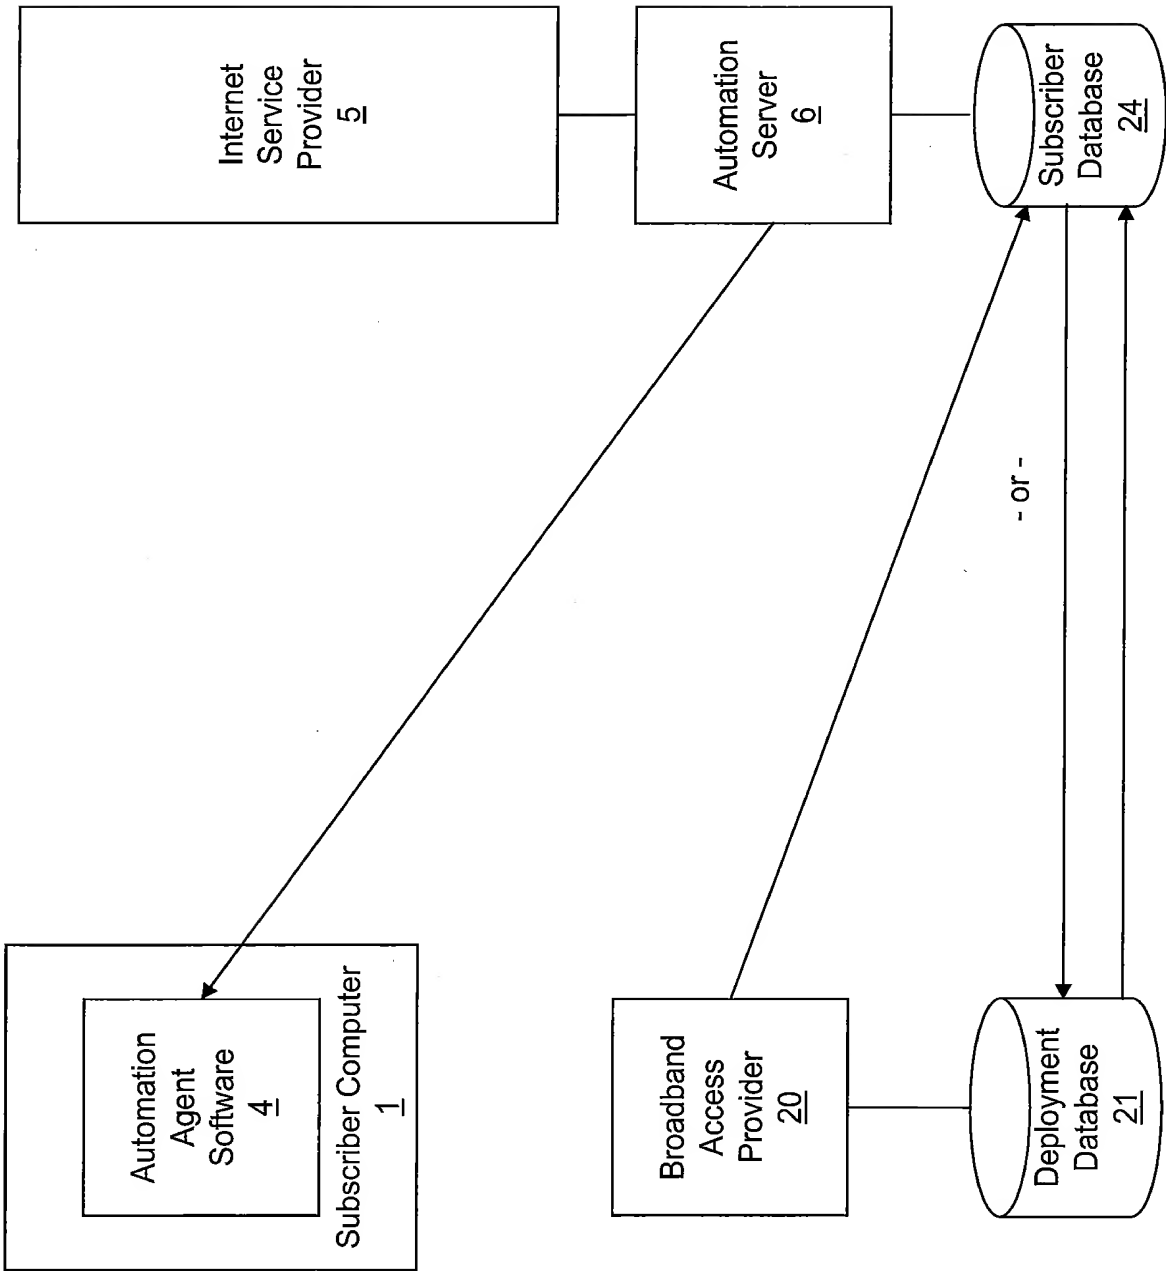 Internet
Service
Provider
5
Automation
Server
6
Subscriber
Database
24
- or -
Automation
Agent
Software
4
Subscriber Computer
1
Broadband
Access
Provider
20
Deployment
Database
21